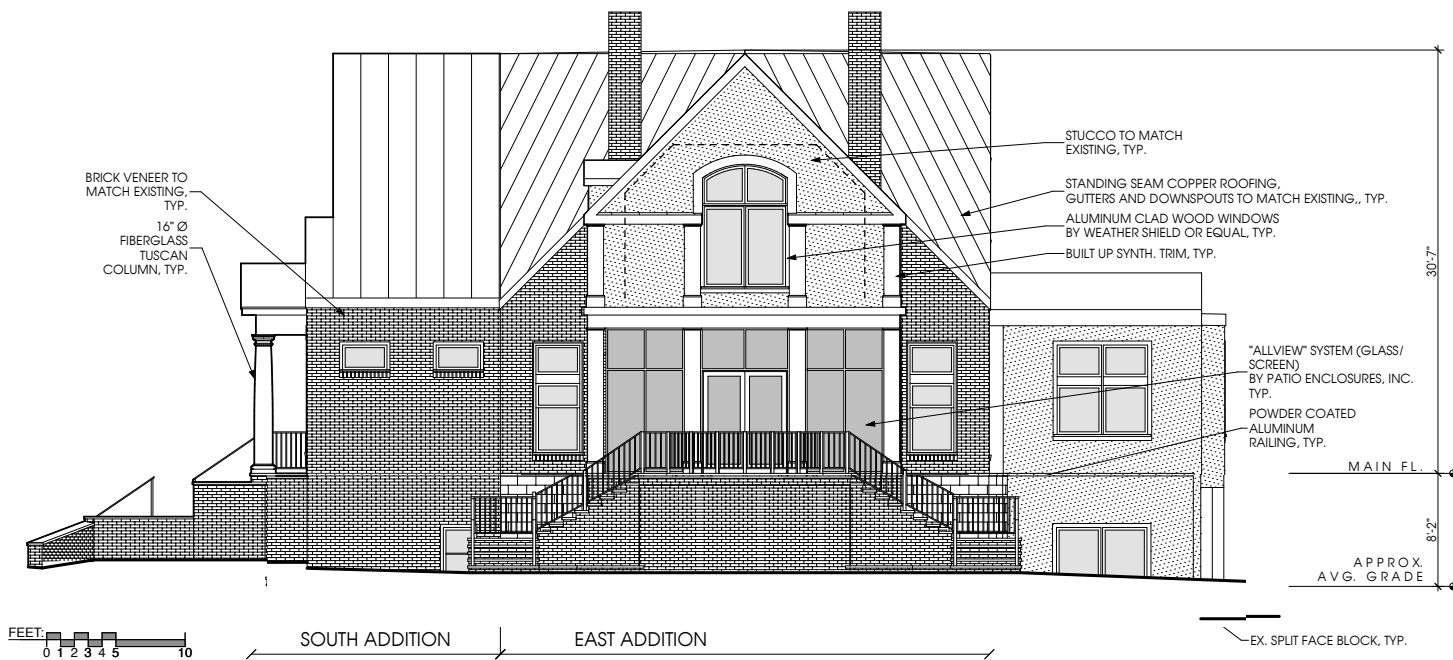 BRICK VENEER TO
MATCH EXISTING,
TYP.
16" Ø
FIBERGLASS
TUSCAN
COLUMN, TYP.
STUCCO TO MATCH
EXISTING, TYP.
STANDING SEAM COPPER ROOFING,
GUTTERS AND DOWNSPOUTS TO MATCH EXISTING,, TYP.
ALUMINUM CLAD WOOD WINDOWS
BY WEATHER SHIELD OR EQUAL, TYP.
BUILT UP SYNTH. TRIM, TYP.
30'-7"
"ALLVIEW" SYSTEM (GLASS/
SCREEN)
BY PATIO ENCLOSURES, INC.
TYP.
POWDER COATED
ALUMINUM
RAILING, TYP.
MAIN FL.
8'-2"
APPROX.
AVG. GRADE
FEET:
0 1 2 3 4 5 10
SOUTH ADDITION
EAST ADDITION
EX. SPLIT FACE BLOCK, TYP.